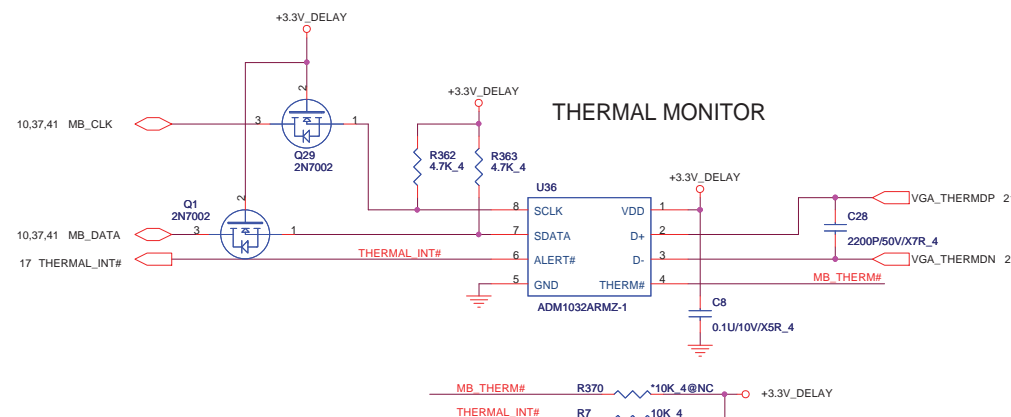 +3.3V_DELAY
2
10,37,41 MB_CLK
3
1
Q29
2N7002
+3.3V_DELAY
THERMAL MONITOR
R362
4.7K_4
R363
4.7K_4
Q1
2N7002
2
10,37,41 MB_DATA
3
1
17 THERMAL_INT#
THERMAL_INT#
U36
8 SCLK
7 SDATA
6 ALERT#
5 GND
VDD 1
D+ 2
D- 3
THERM# 4
ADM1032ARMZ-1
+3.3V_DELAY
VGA_THERMDP 2
C28
2200P/50V/X7R_4
VGA_THERMDN 2
MB_THERM#
C8
0.1U/10V/X5R_4
MB_THERM# R370 *10K_4@NC +3.3V_DELAY
THERMAL_INT# R7 10K_4